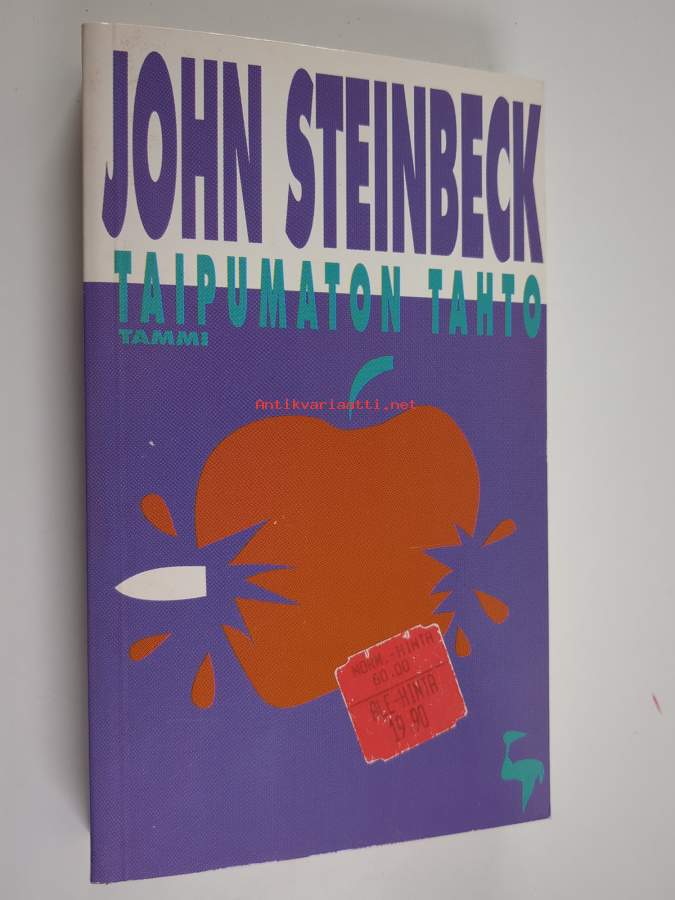 JOHN STEINBECK
TAIPUMATON TAHTO
TAMMI
Antikvariaatti.net
NORM.-HINTA
60.00
ALE-HINTA
19.90